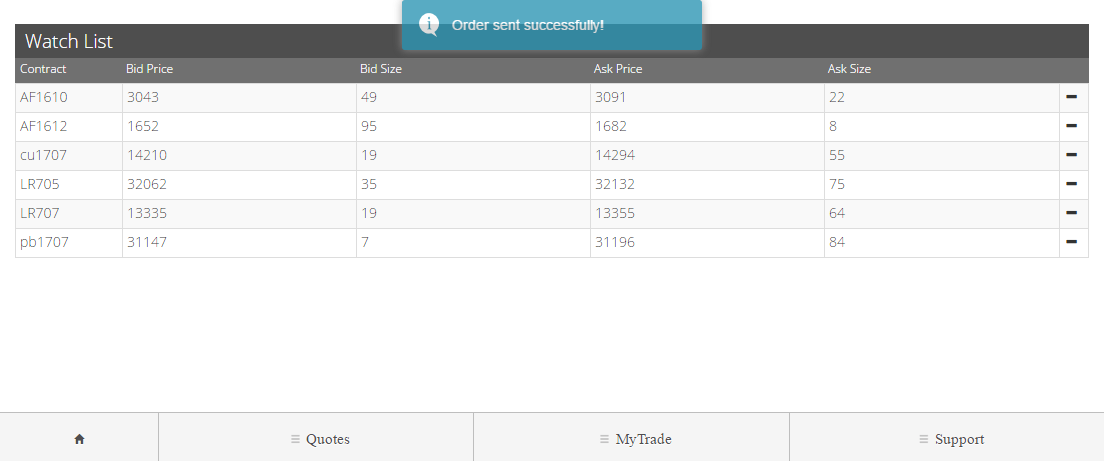 Order sent successfully!
Watch List
Contract Bid Price Bid Size Ask Price Ask Size
AF1610 3043 49 3091 22
AF1612 1652 95 1682 8
cu1707 14210 19 14294 55
LR705 32062 35 32132 75
LR707 13335 19 13355 64
pb1707 31147 7 31196 84
Quotes MyTrade Support